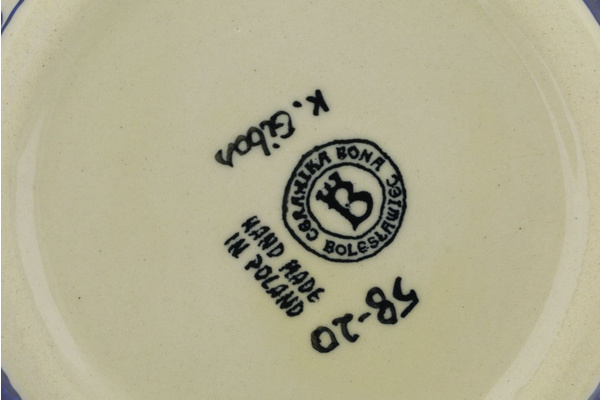 K. Gibas
CERAMIKA BONA
BOLESŁAWIEC
B
HAND MADE
IN POLAND
58-20